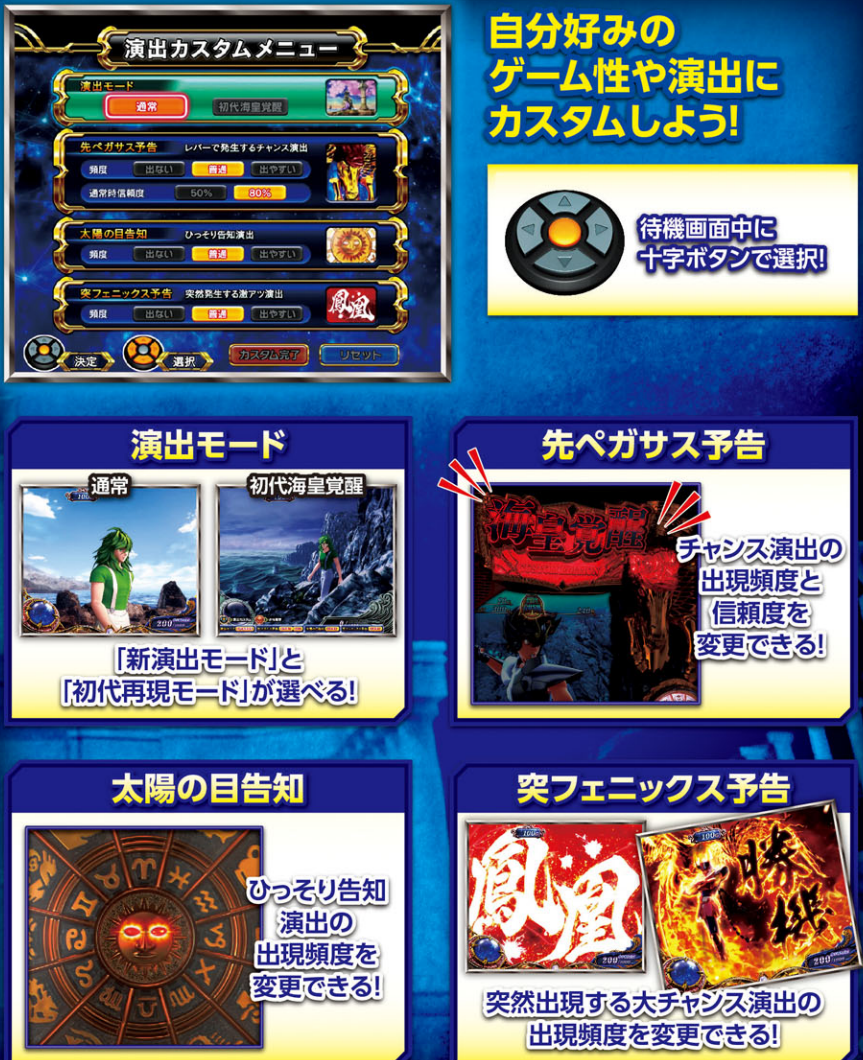 演出カスタムメニュー
演出モード
通常 初代海皇覚醒
先ペガサス予告 レバーで発生するチャンス演出
頻度 出ない 普通 出やすい
通常時信頼度 50% 80%
太陽の目告知 ひっそり告知演出
頻度 出ない 普通 出やすい
突フェニックス予告 突然発生する激アツ演出
鳳凰
頻度 出ない 普通 出やすい
決定 選択 カスタム完了 リセット
自分好みの
ゲーム性や演出に
カスタムしよう!
待機画面中に
十字ボタンで選択!
演出モード
通常
初代海皇覚醒
200
「新演出モード」と
「初代再現モード」が選べる!
先ペガサス予告
海皇覚醒
チャンス演出の
出現頻度と
信頼度を
変更できる!
太陽の目告知
ひっそり告知
演出の
出現頻度を
変更できる!
突フェニックス予告
100
鳳凰
200
100
勝機
200
突然出現する大チャンス演出の
出現頻度を変更できる!